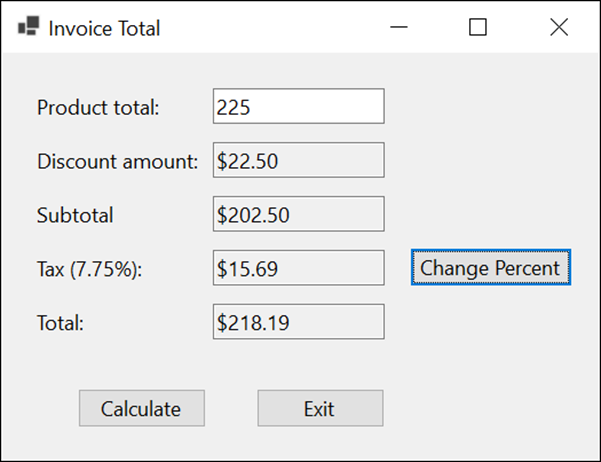 Invoice Total
Product total: 225
Discount amount: $22.50
Subtotal $202.50
Tax (7.75%): $15.69 Change Percent
Total: $218.19
Calculate Exit